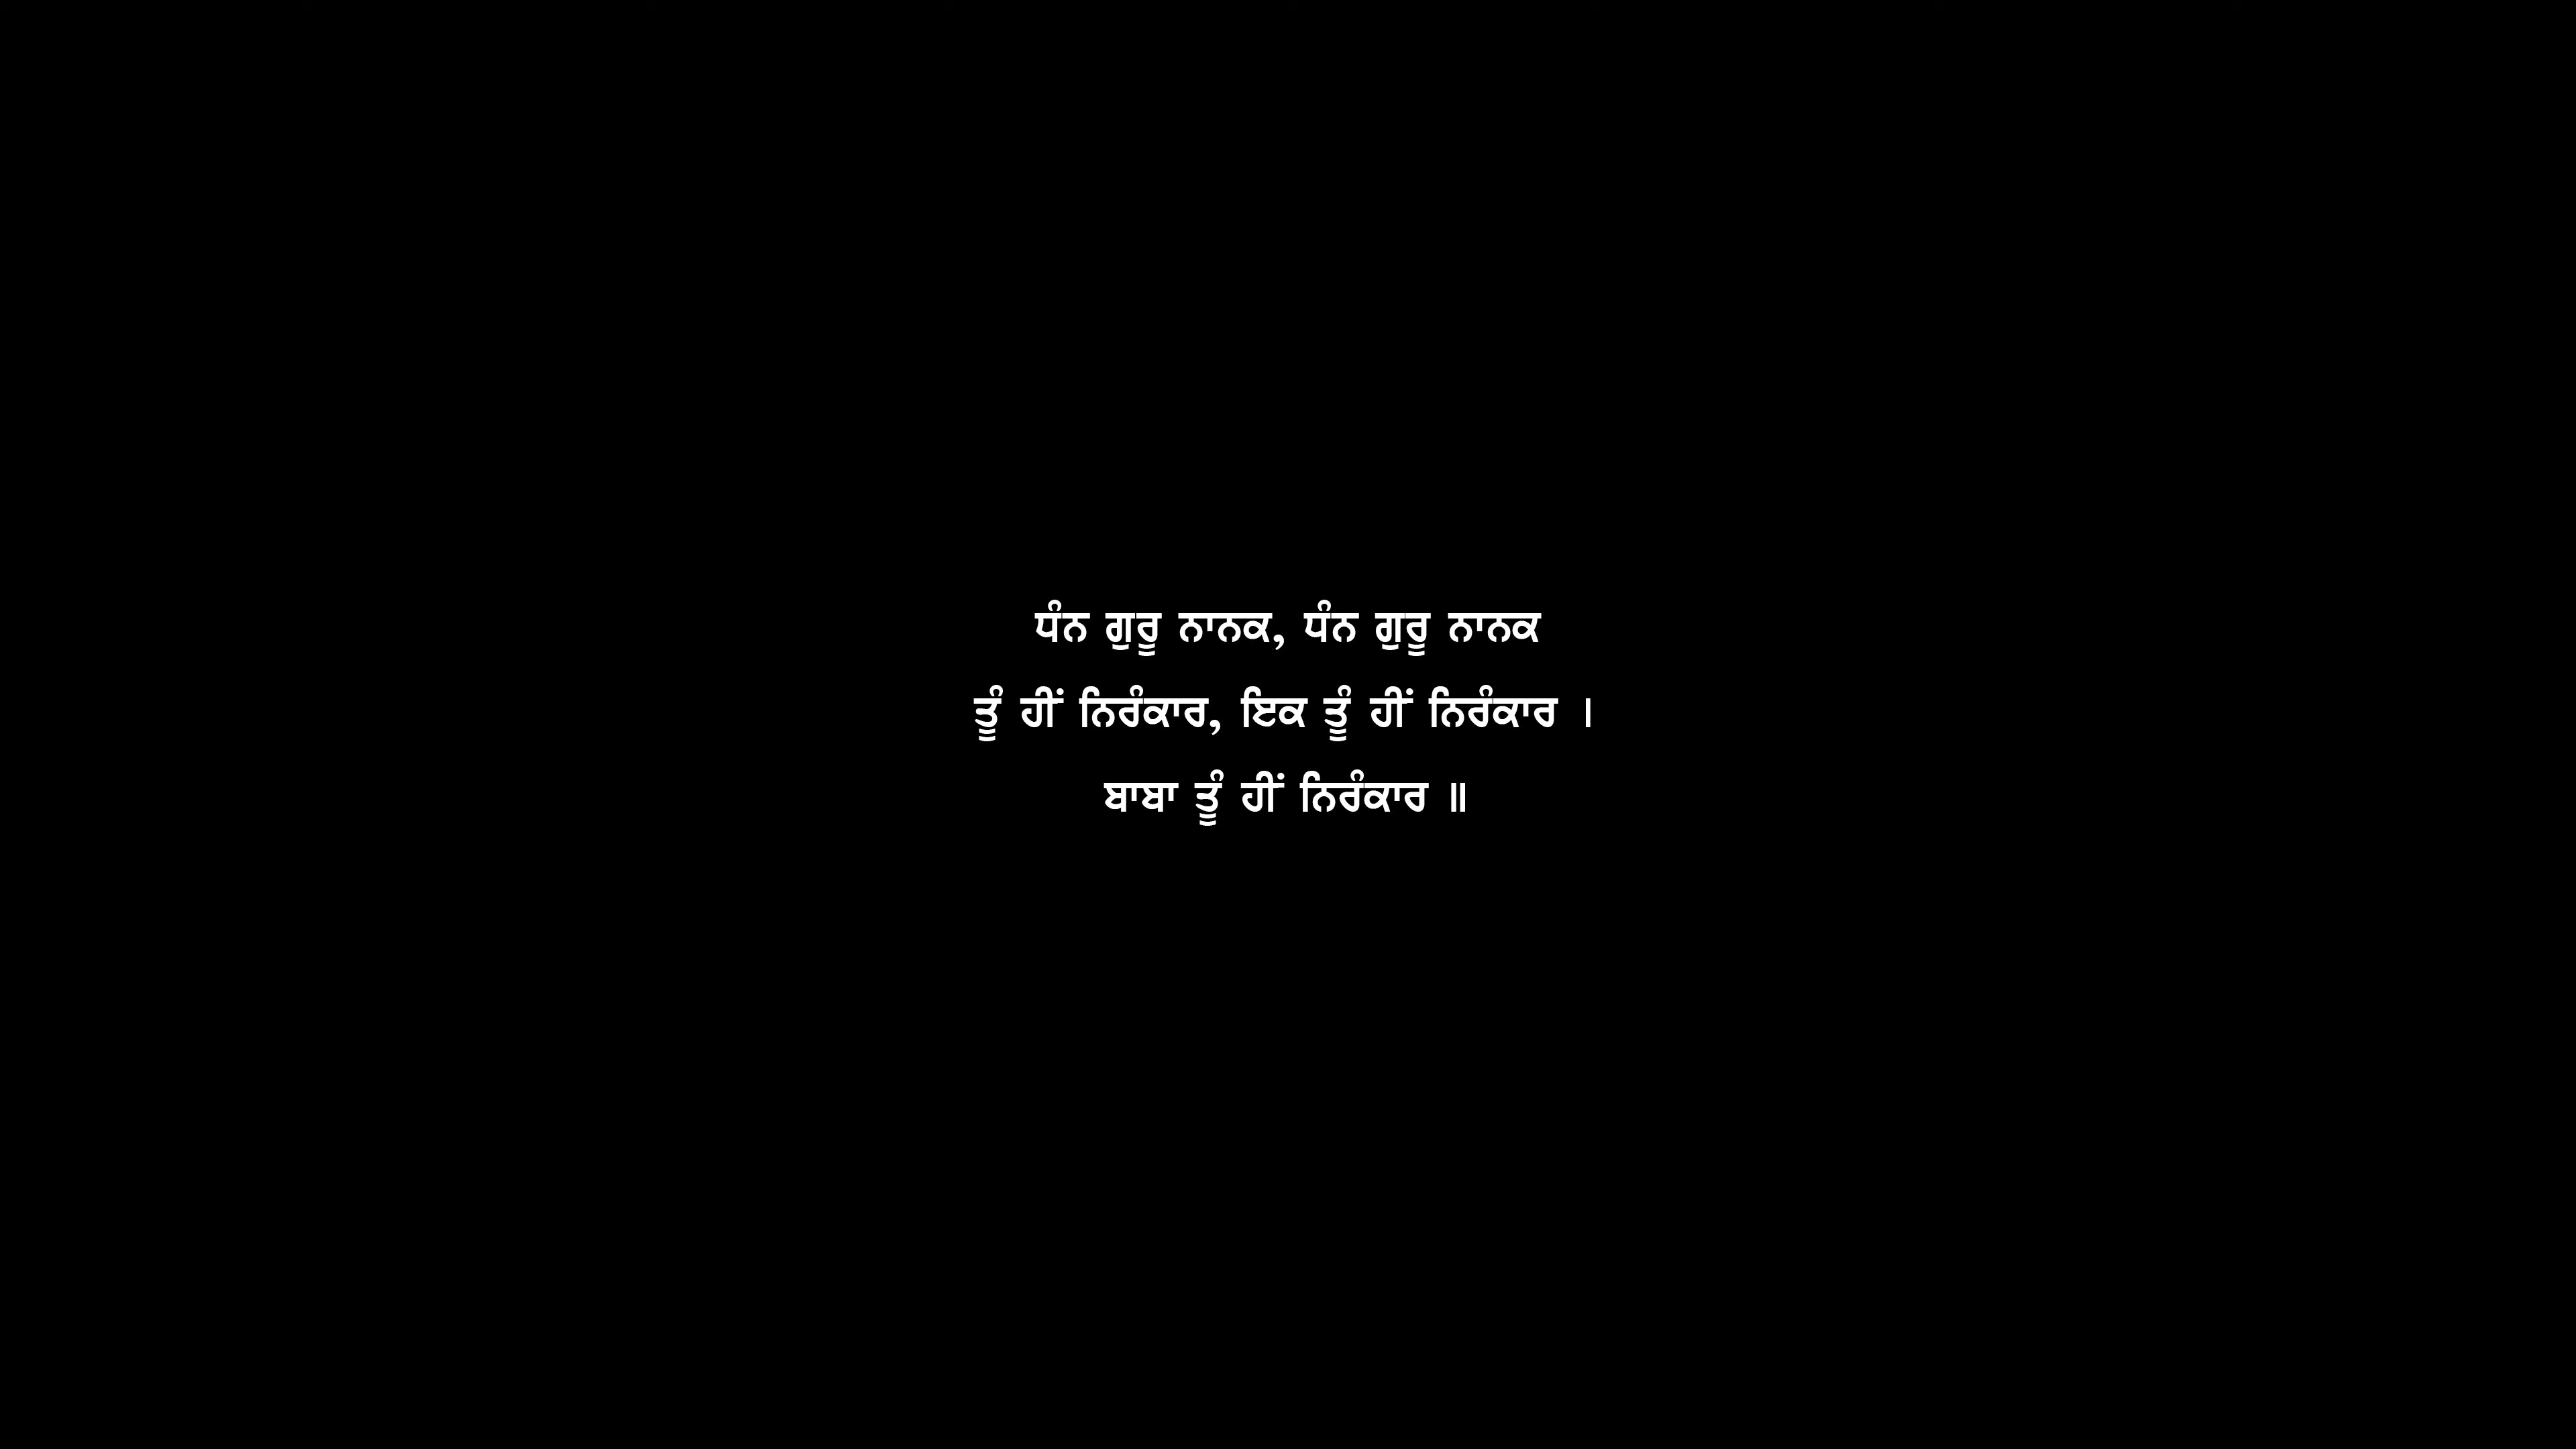 ਧੰਨ ਗੁਰੂ ਨਾਨਕ, ਧੰਨ ਗੁਰੂ ਨਾਨਕ
ਤੂੰ ਹੀਂ ਨਿਰੰਕਾਰ, ਇਕ ਤੂੰ ਹੀਂ ਨਿਰੰਕਾਰ ।
ਬਾਬਾ ਤੂੰ ਹੀਂ ਨਿਰੰਕਾਰ ॥